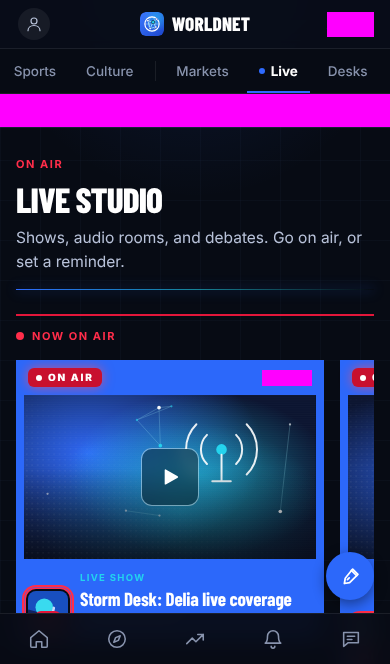 WORLDNET
Sports Culture Markets Live Desks
ON AIR
LIVE STUDIO
Shows, audio rooms, and debates. Go on air, or
set a reminder.
NOW ON AIR
ON AIR
LIVE SHOW
Storm Desk: Delia live coverage